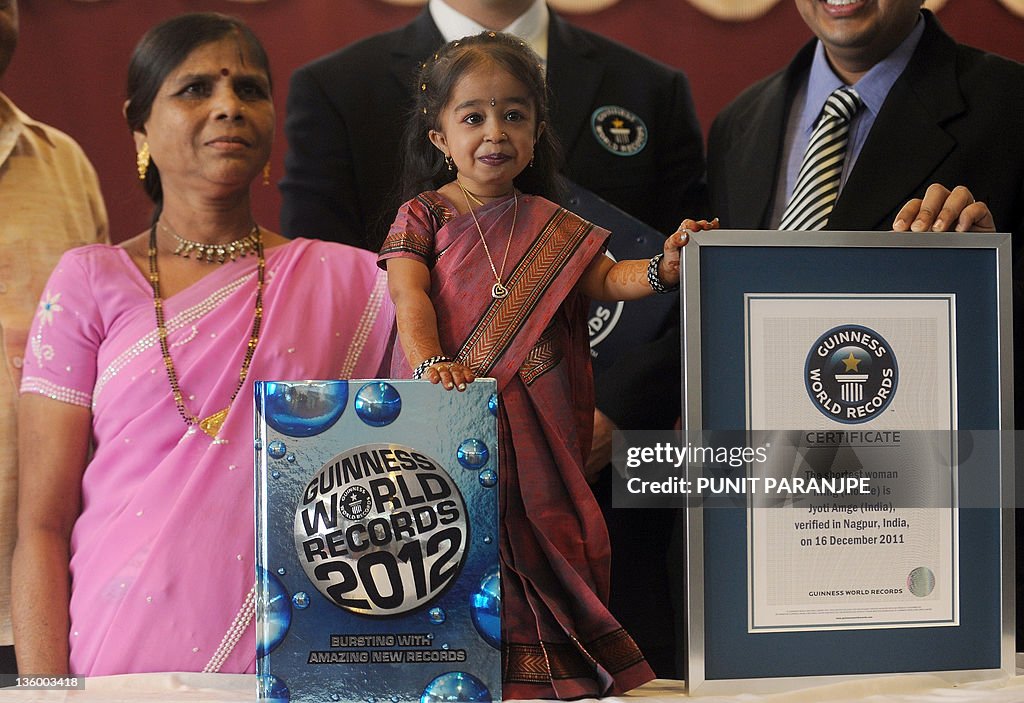 GUINNESS
WORLD
RECORDS
2012
BURSTING WITH
AMAZING NEW RECORDS
GUINNESS
WORLD RECORDS
CERTIFICATE
The shortest woman
is
Jyoti Amge (India),
verified in Nagpur, India,
on 16 December 2011
GUINNESS WORLD RECORDS
gettyimages
PUNIT PARANJPE
136003418